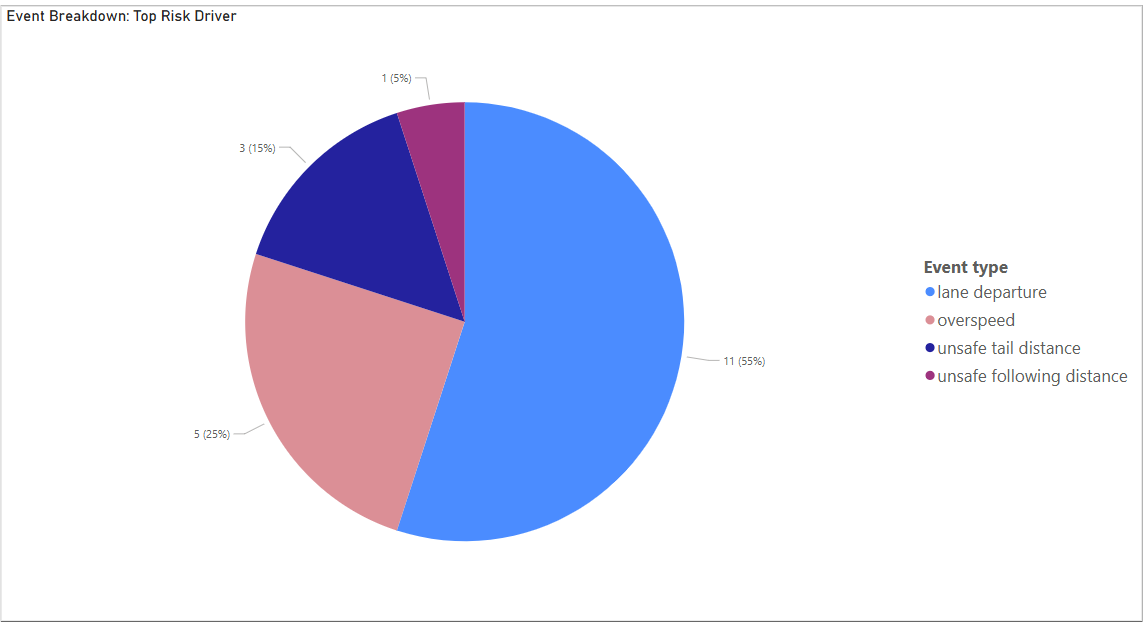 Event Breakdown: Top Risk Driver
1 (5%)
3 (15%)
11 (55%)
5 (25%)
Event type
lane departure
overspeed
unsafe tail distance
unsafe following distance